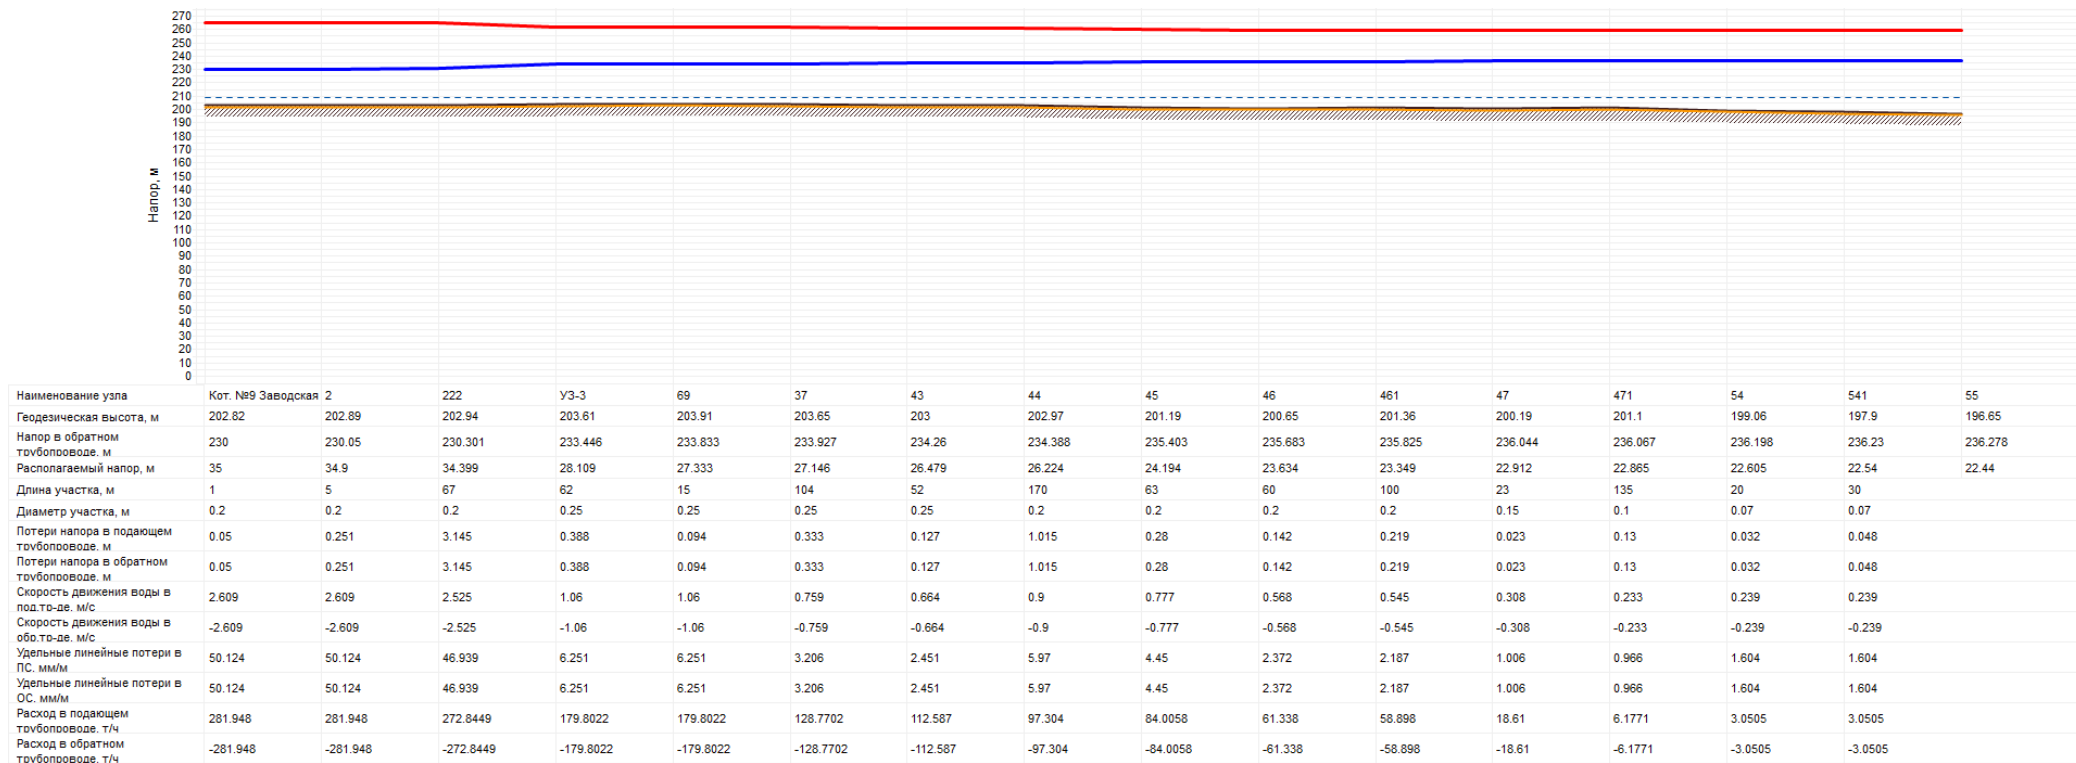 270
260
250
240
230
220
210
200
190
180
170
160
150
140
130
120
110
100
90
80
70
60
50
40
30
20
10
0
Напор, м
Наименование узла Кот. №9 Заводская 2 222 УЗ-3 69 37 43 44 45 46 461 47 471 54 541 55
Геодезическая высота, м 202.82 202.89 202.94 203.61 203.91 203.65 203 202.97 201.19 200.65 201.36 200.19 201.1 199.06 197.9 196.65
Напор в обратном
трубопроводе, м 230 230.05 230.301 233.446 233.833 233.927 234.26 234.388 235.403 235.683 235.825 236.044 236.067 236.198 236.23 236.278
Располагаемый напор, м 35 34.9 34.399 28.109 27.333 27.146 26.479 26.224 24.194 23.634 23.349 22.912 22.865 22.605 22.54 22.44
Длина участка, м 1 5 67 62 15 104 52 170 63 60 100 23 135 20 30
Диаметр участка, м 0.2 0.2 0.2 0.25 0.25 0.25 0.25 0.2 0.2 0.2 0.2 0.15 0.1 0.07 0.07
Потери напора в подающем
трубопроводе, м 0.05 0.251 3.145 0.388 0.094 0.333 0.127 1.015 0.28 0.142 0.219 0.023 0.13 0.032 0.048
Потери напора в обратном
трубопроводе, м 0.05 0.251 3.145 0.388 0.094 0.333 0.127 1.015 0.28 0.142 0.219 0.023 0.13 0.032 0.048
Скорость движения воды в
под.тр-де, м/с 2.609 2.609 2.525 1.06 1.06 0.759 0.664 0.9 0.777 0.568 0.545 0.308 0.233 0.239 0.239
Скорость движения воды в
обр.тр-де, м/с -2.609 -2.609 -2.525 -1.06 -1.06 -0.759 -0.664 -0.9 -0.777 -0.568 -0.545 -0.308 -0.233 -0.239 -0.239
Удельные линейные потери в
ПС, мм/м 50.124 50.124 46.939 6.251 6.251 3.206 2.451 5.97 4.45 2.372 2.187 1.006 0.966 1.604 1.604
Удельные линейные потери в
ОС, мм/м 50.124 50.124 46.939 6.251 6.251 3.206 2.451 5.97 4.45 2.372 2.187 1.006 0.966 1.604 1.604
Расход в подающем
трубопроводе, т/ч 281.948 281.948 272.8449 179.8022 179.8022 128.7702 112.587 97.304 84.0058 61.338 58.898 18.61 6.1771 3.0505 3.0505
Расход в обратном
трубопроводе, т/ч -281.948 -281.948 -272.8449 -179.8022 -179.8022 -128.7702 -112.587 -97.304 -84.0058 -61.338 -58.898 -18.61 -6.1771 -3.0505 -3.0505